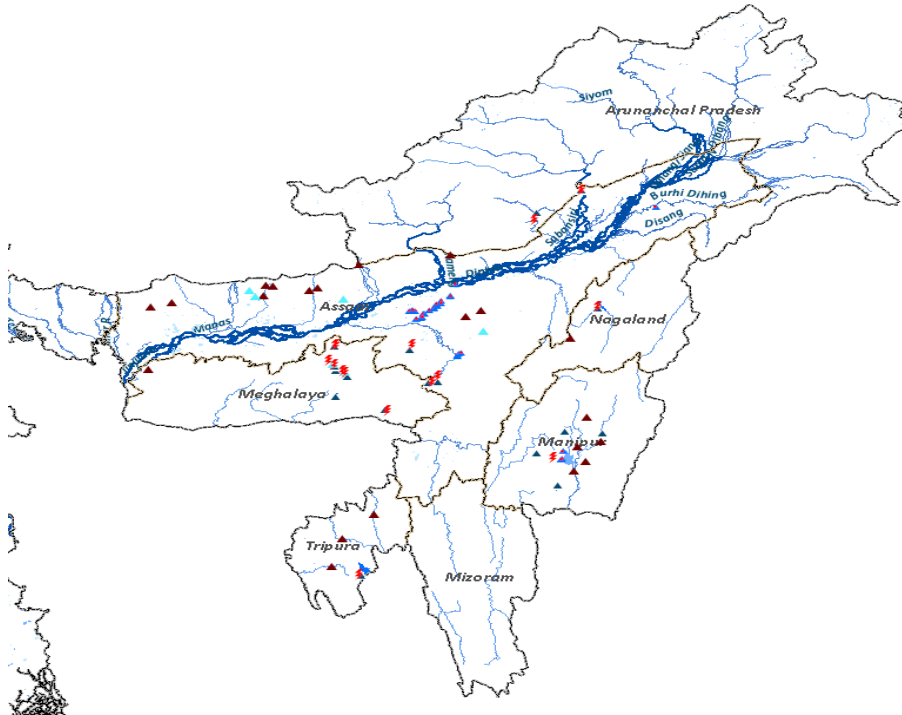 Siyom
Arunanchal Pradesh
Burhi Dihing
Disang
Subansiri
Assam
Manas
Nagaland
Meghalaya
Manipur
Tripura
Mizoram